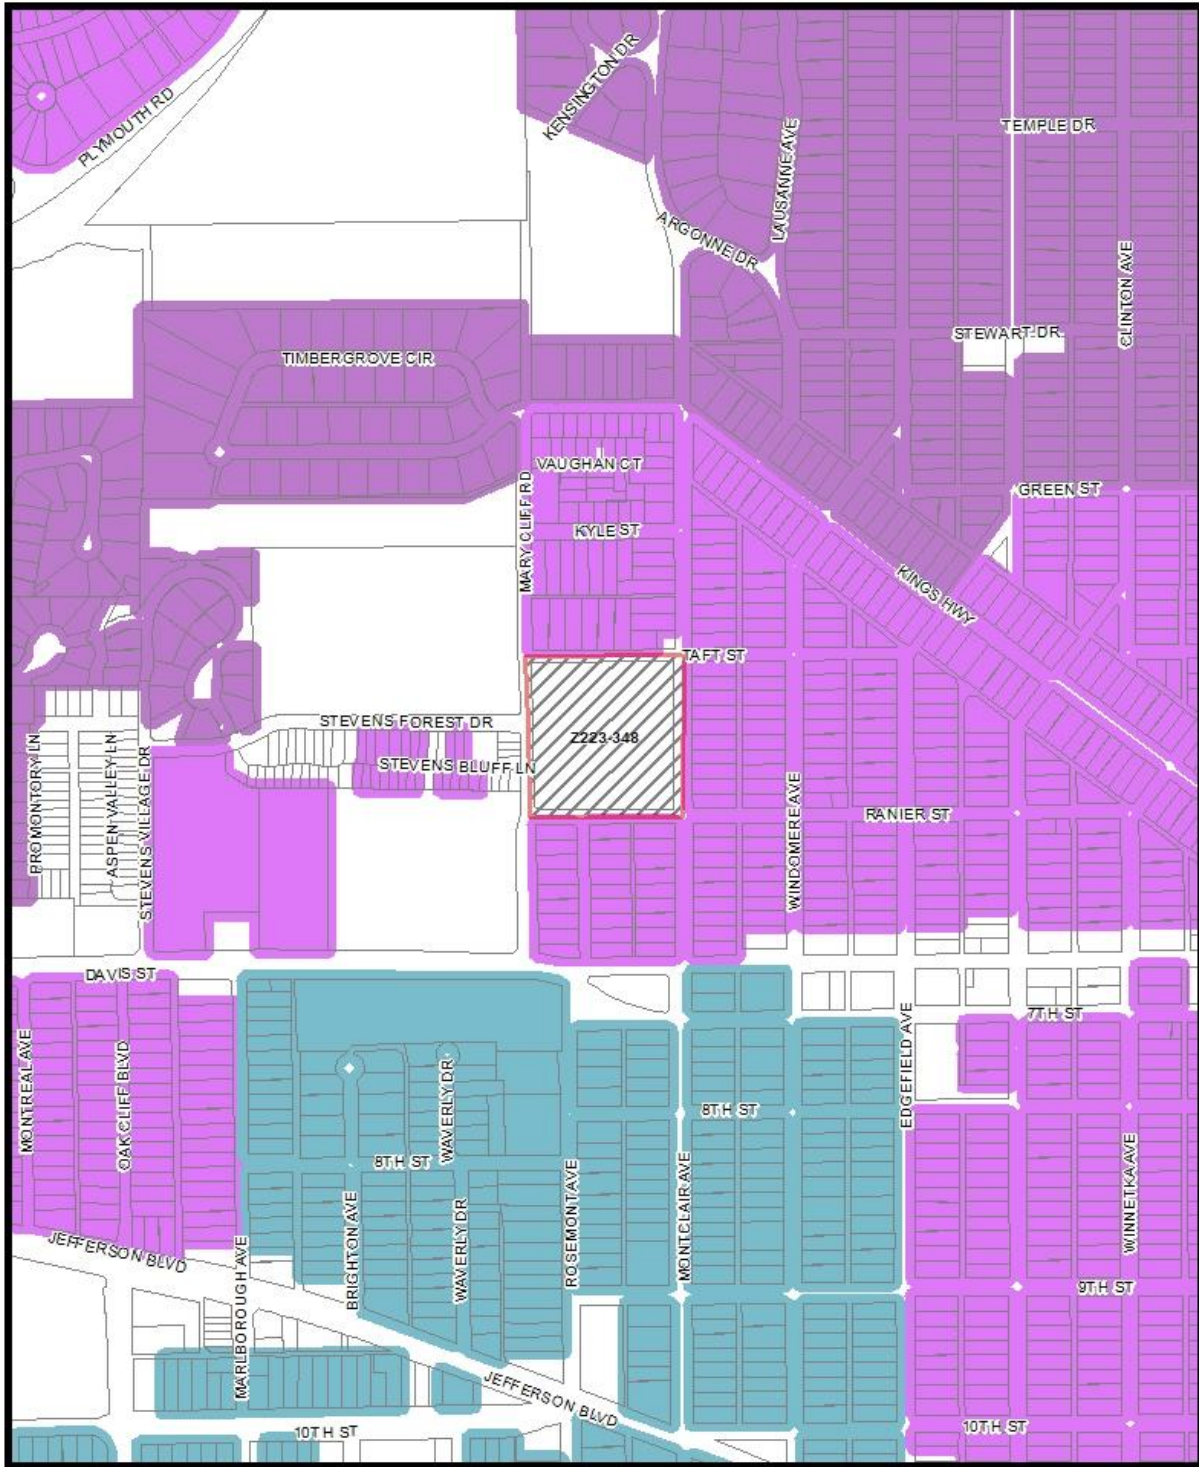 KENSINGTON DR
PLYMOUTH RD
TEMPLE DR
LAUSANNE AVE
ARGONNE DR
CLINTON AVE
STEWART DR
TIMBERGROVE CIR
VAUGHAN CT
MARY CLIFF RD
GREEN ST
KYLE ST
KINGS HWY
TAFT ST
STEVENS FOREST DR
Z223-348
STEVENS BLUFF LN
PROMONTORY LN
ASPEN VALLEY LN
STEVENS VILLAGE DR
WINDOMERE AVE
RANIER ST
DAVIS ST
7TH ST
MONTREAL AVE
OAK CLIFF BLVD
WAVERLY DR
EDGEFIELD AVE
8TH ST
8TH ST
BRIGHTON AVE
WAVERLY DR
ROSEMONT AVE
MONTCLAIR AVE
WINNETKA AVE
JEFFERSON BLVD
MARLBOROUGH AVE
9TH ST
JEFFERSON BLVD
10TH ST
10TH ST